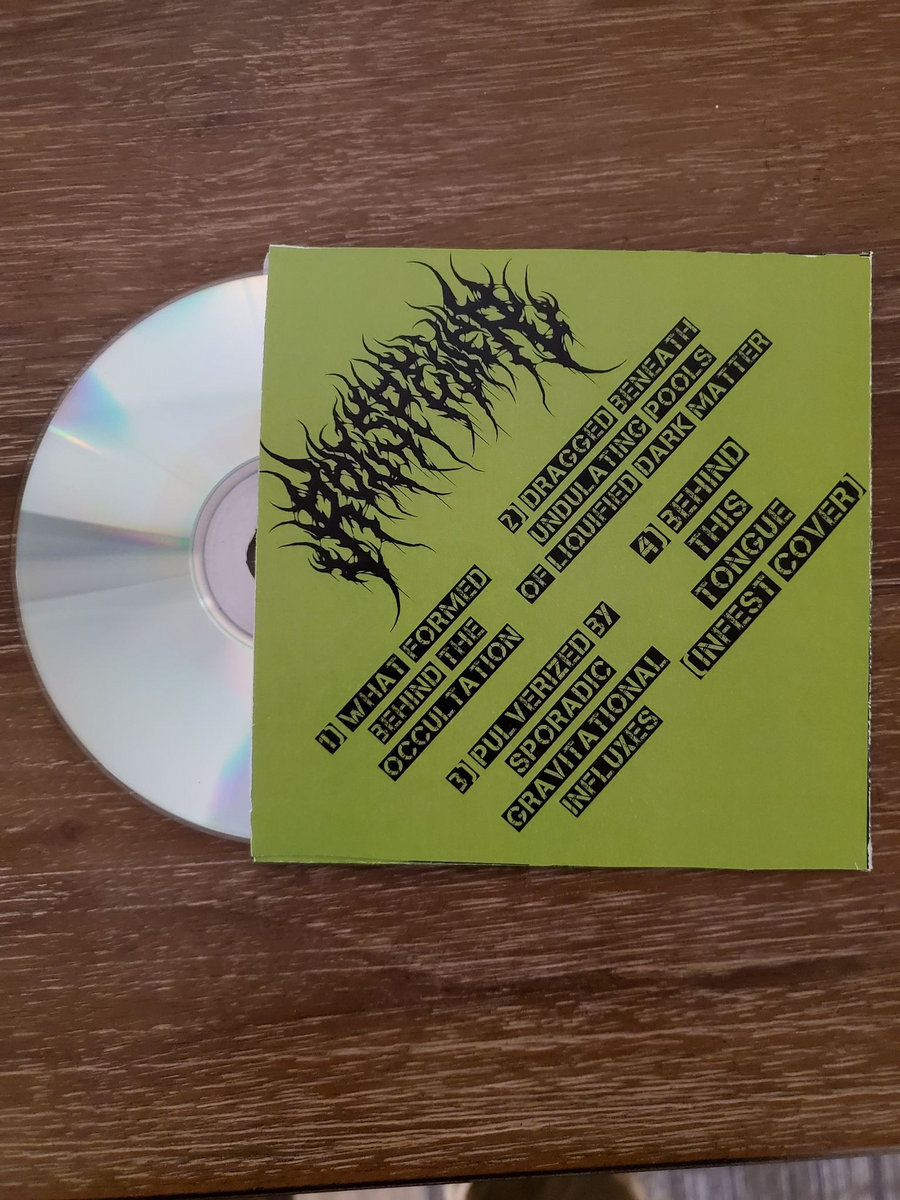 1) WHAT FORMED
BEHIND THE
OCCULTATION
2) DRAGGED BENEATH
UNDULATING POOLS
OF LIQUIFIED DARK MATTER
3) PULVERIZED BY
SPORADIC
GRAVITATIONAL
INFLUXES
4) BEHIND
THIS
TONGUE
(INFEST COVER)